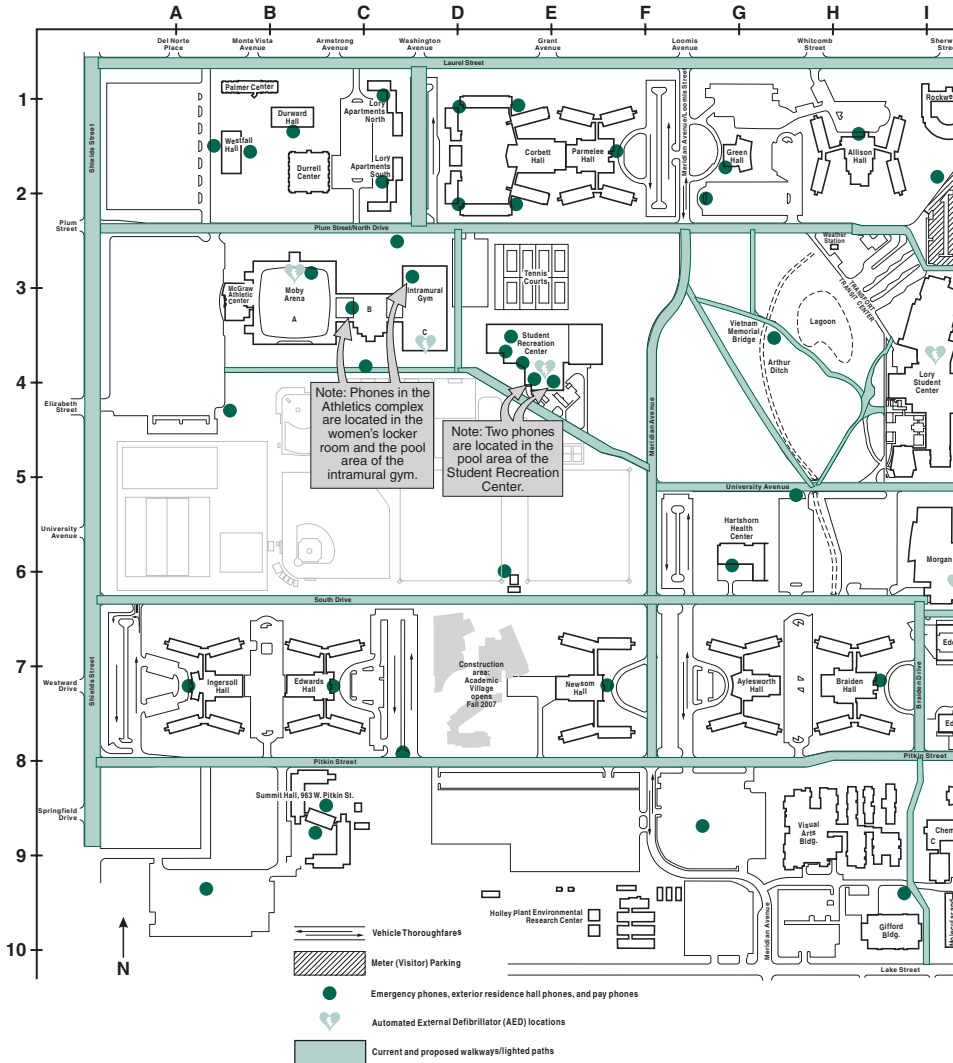 A B C D E F G H I
Del Norte
Place
Monte Vista
Avenue
Armstrong
Avenue
Washington
Avenue
Grant
Avenue
Loomis
Avenue
Whitcomb
Street
Laurel Street
1
2
3
4
5
6
7
8
9
10
Shields Street
Plum
Street
Elizabeth
Street
University
Avenue
Westward
Drive
Shields Street
Springfield
Drive
Palmer Center
Durward
Hall
Westfall
Hall
Durrell
Center
Lory
Apartments
North
Lory
Apartments
South
Corbett
Hall
Parmelee
Hall
Meridian Avenue/Loomis Street
Green
Hall
Allison
Hall
Rockwe
Plum Street/North Drive
McGraw
Athletic
Center
Moby
Arena
A
B
Intramural
Gym
C
Tennis
Courts
Student
Recreation
Center
Weather
Station
TRANSFORT
TRANSIT CENTER
Lagoon
Vietnam
Memorial
Bridge
Arthur
Ditch
Lory
Student
Center
Meridian Avenue
Note: Phones in the
Athletics complex
are located in the
women's locker
room and the pool
area of the
intramural gym.
Note: Two phones
are located in the
pool area of the
Student Recreation
Center.
University Avenue
Hartshorn
Health
Center
Morgan
South Drive
Ingersoll
Hall
Edwards
Hall
Construction
area:
Academic
Village
opens
Fall 2007
Newsom
Hall
Aylesworth
Hall
Braiden
Hall
Braiden Drive
Pitkin Street
Pitkin Street
Summit Hall, 963 W. Pitkin St.
Visual
Arts
Bldg.
Chem
C
Holley Plant Environmental
Research Center
Meridian Avenue
Gifford
Bldg.
Lake Street
N
Vehicle Thoroughfares
Meter (Visitor) Parking
Emergency phones, exterior residence hall phones, and pay phones
Automated External Defibrillator (AED) locations
Current and proposed walkways/lighted paths